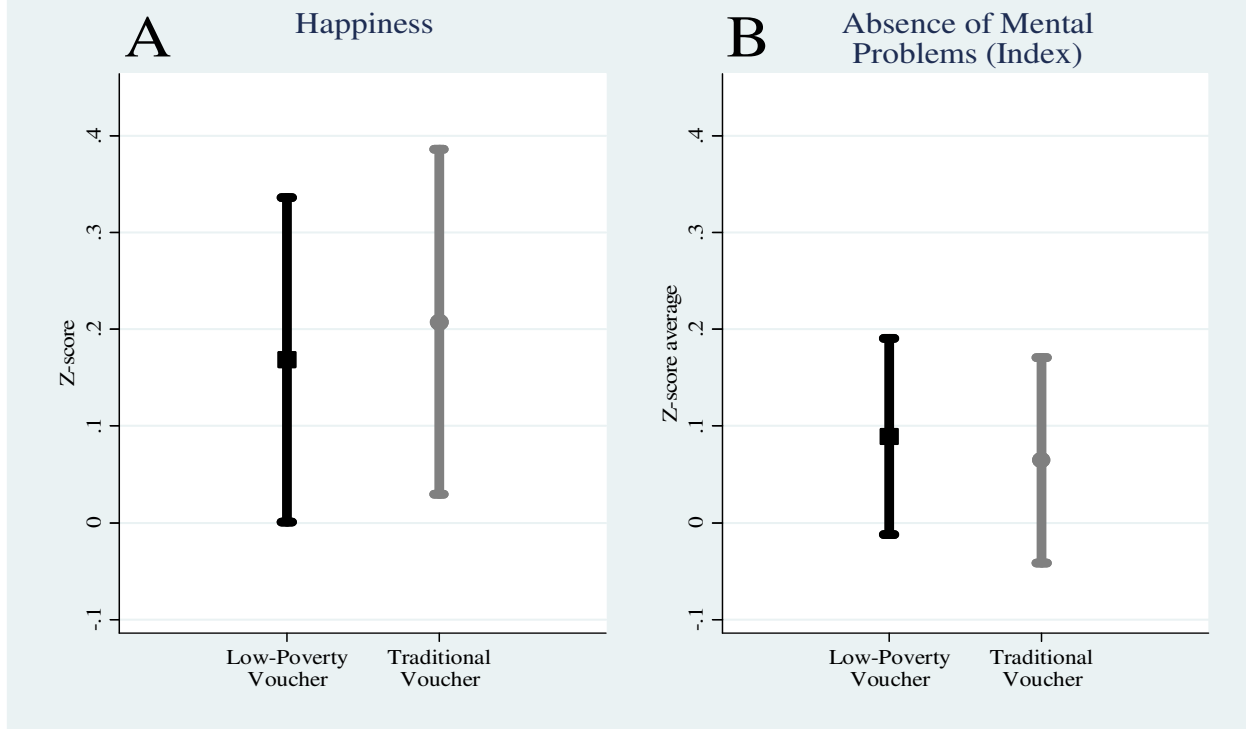 A
Happiness
Z-score
.4
.3
.2
.1
0
-.1
Low-Poverty
Voucher
Traditional
Voucher
B
Absence of Mental
Problems (Index)
Z-score average
.4
.3
.2
.1
0
-.1
Low-Poverty
Voucher
Traditional
Voucher